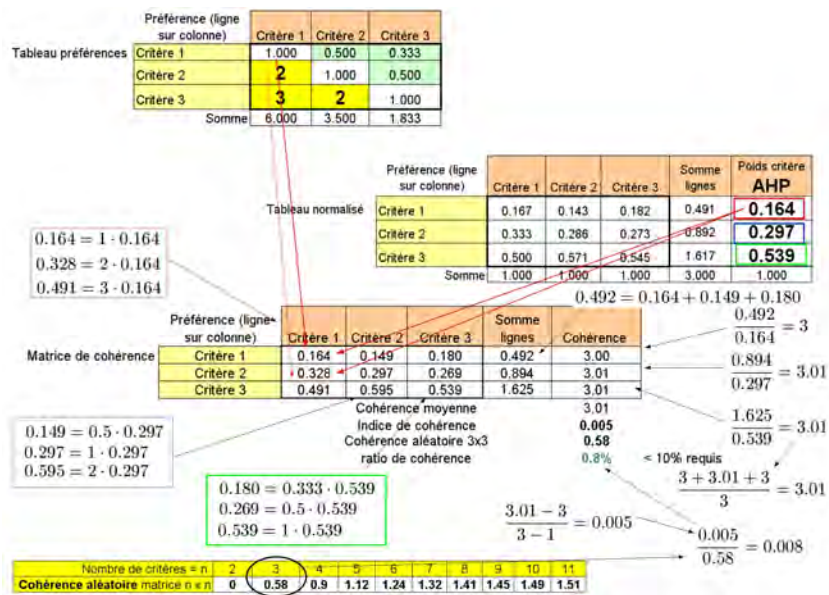 Préférence (ligne sur colonne) Critère 1 Critère 2 Critère 3
Tableau préférences Critère 1 1.000 0.500 0.333
Critère 2 2 1.000 0.500
Critère 3 3 2 1.000
Somme 6.000 3.500 1.833
Préférence (ligne sur colonne) Critère 1 Critère 2 Critère 3 Somme lignes Poids critère AHP
Tableau normalisé Critère 1 0.167 0.143 0.182 0.491 0.164
Critère 2 0.333 0.286 0.273 0.892 0.297
Critère 3 0.500 0.571 0.545 1.617 0.539
Somme 1.000 1.000 1.000 3.000 1.000
0.164 = 1 · 0.164
0.328 = 2 · 0.164
0.491 = 3 · 0.164
0.492 = 0.164 + 0.149 + 0.180
Préférence (ligne sur colonne) Critère 1 Critère 2 Critère 3 Somme lignes Cohérence
Matrice de cohérence Critère 1 0.164 0.149 0.180 0.492 3.00
Critère 2 0.328 0.297 0.269 0.894 3.01
Critère 3 0.491 0.595 0.539 1.625 3.01
Cohérence moyenne 3.01
Indice de cohérence 0.005
Cohérence aléatoire 3x3 0.58
ratio de cohérence 0.8% < 10% requis
0.492/0.164 = 3
0.894/0.297 = 3.01
1.625/0.539 = 3.01
(3 + 3.01 + 3)/3 = 3.01
0.149 = 0.5 · 0.297
0.297 = 1 · 0.297
0.595 = 2 · 0.297
0.180 = 0.333 · 0.539
0.269 = 0.5 · 0.539
0.539 = 1 · 0.539
(3.01 − 3)/(3 − 1) = 0.005
0.005/0.58 = 0.008
Nombre de critères = n 2 3 4 5 6 7 8 9 10 11
Cohérence aléatoire matrice n x n 0 0.58 0.9 1.12 1.24 1.32 1.41 1.45 1.49 1.51